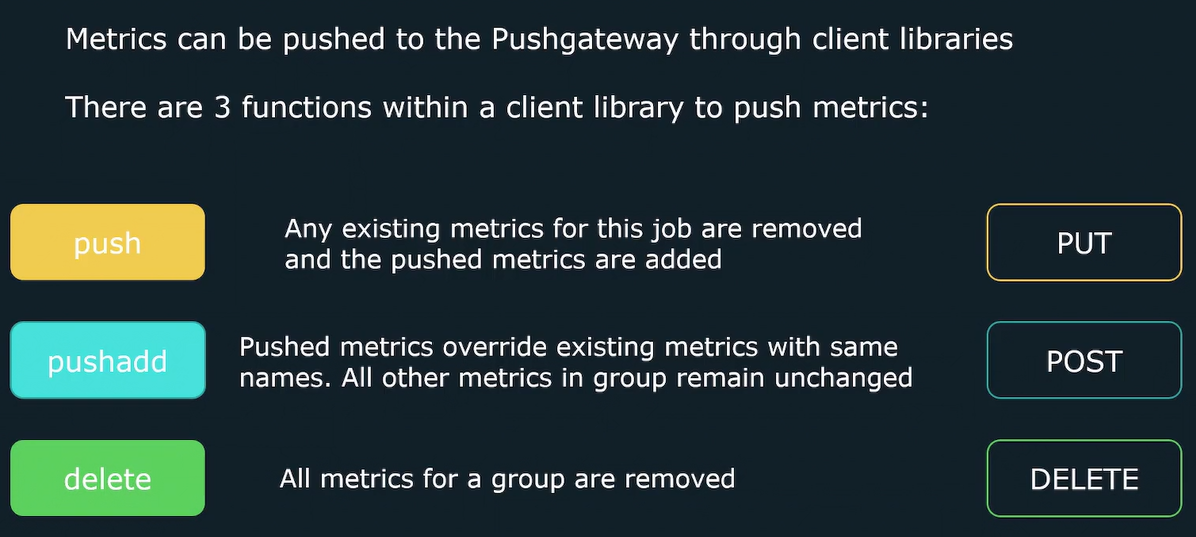 Metrics can be pushed to the Pushgateway through client libraries
There are 3 functions within a client library to push metrics:
push
Any existing metrics for this job are removed
and the pushed metrics are added
PUT
pushadd
Pushed metrics override existing metrics with same
names. All other metrics in group remain unchanged
POST
delete
All metrics for a group are removed
DELETE